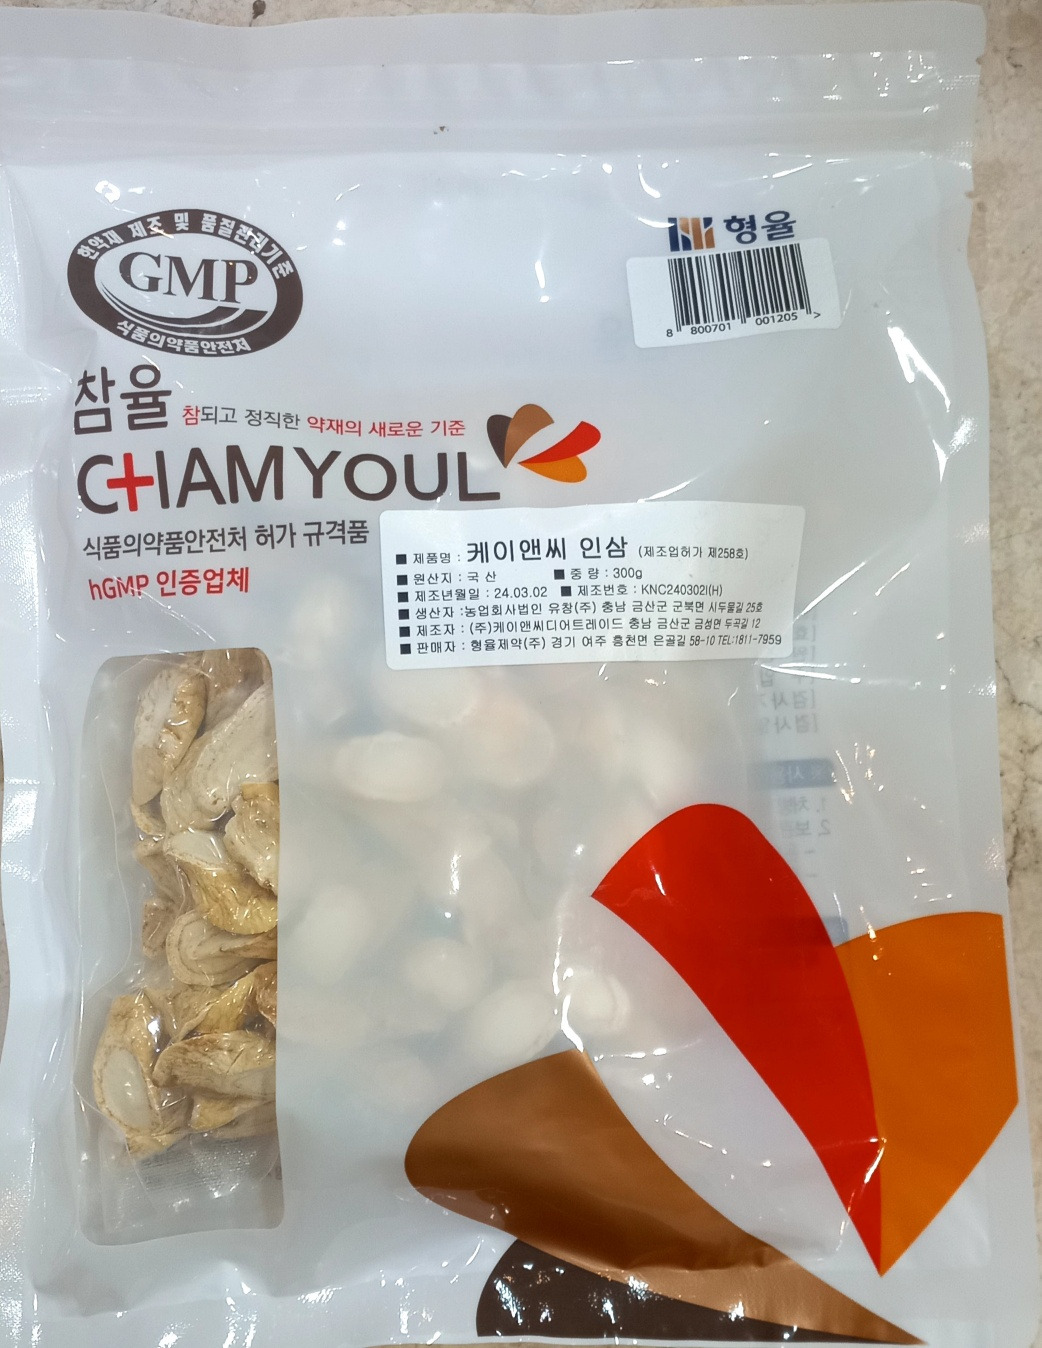 한약재 제조 및 품질관리기준
GMP
식품의약품안전처
형율
8 800701 001205 >
참율 참되고 정직한 약재의 새로운 기준
CHAMYOUL
식품의약품안전처 허가 규격품
hGMP 인증업체
■ 제품명 : 케이앤씨 인삼 (제조업허가 제258호)
■ 원산지 : 국 산 ■ 중 량 : 300g
■ 제조년월일 : 24.03.02 ■ 제조번호 : KNC240302I(H)
■ 생산자 :농업회사법인 유창(주) 충남 금산군 군북면 시두물길 25호
■ 제조자 : (주)케이앤씨디어트레이드 충남 금산군 금성면 두곡길 12
■ 판매자 : 형율제약(주) 경기 여주 흥천면 은골길 58-10 TEL:1811-7959